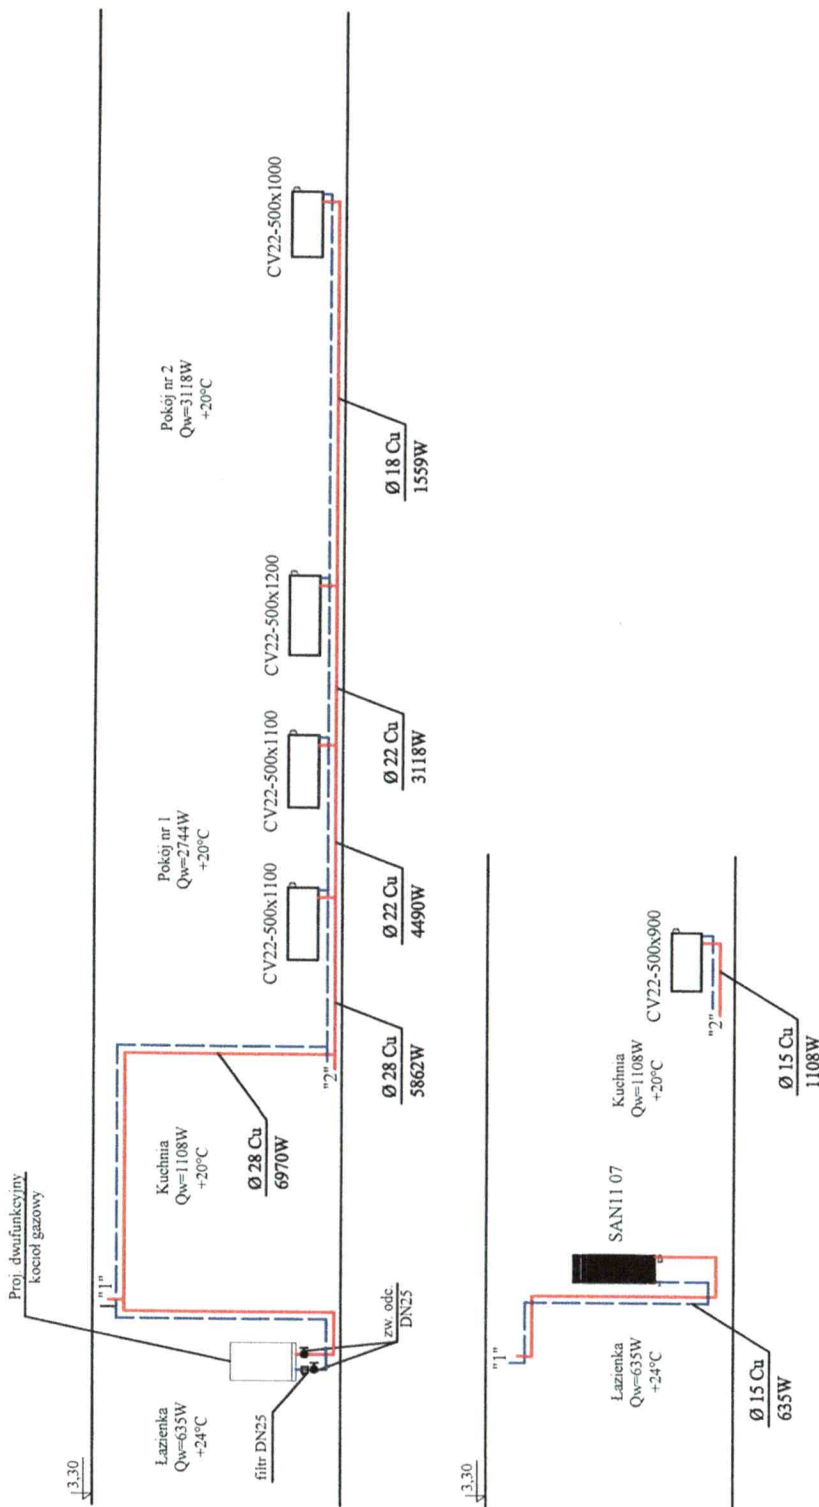 3,30
Łazienka
Qw=635W
+24°C
filtr DN25
zw. odc.
DN25
Proj. dwufunkcyjny
kocioł gazowy
"1"
Kuchnia
Qw=1108W
+20°C
Ø 28 Cu
6970W
"2"
Ø 28 Cu
5862W
CV22-500x1100
Ø 22 Cu
4490W
Pokój nr 1
Qw=2744W
+20°C
CV22-500x1100
Ø 22 Cu
3118W
CV22-500x1200
Pokój nr 2
Qw=3118W
+20°C
Ø 18 Cu
1559W
CV22-500x1000
3,30
Łazienka
Qw=635W
+24°C
"1"
Ø 15 Cu
635W
SAN11 07
Kuchnia
Qw=1108W
+20°C
"2"
CV22-500x900
Ø 15 Cu
1108W